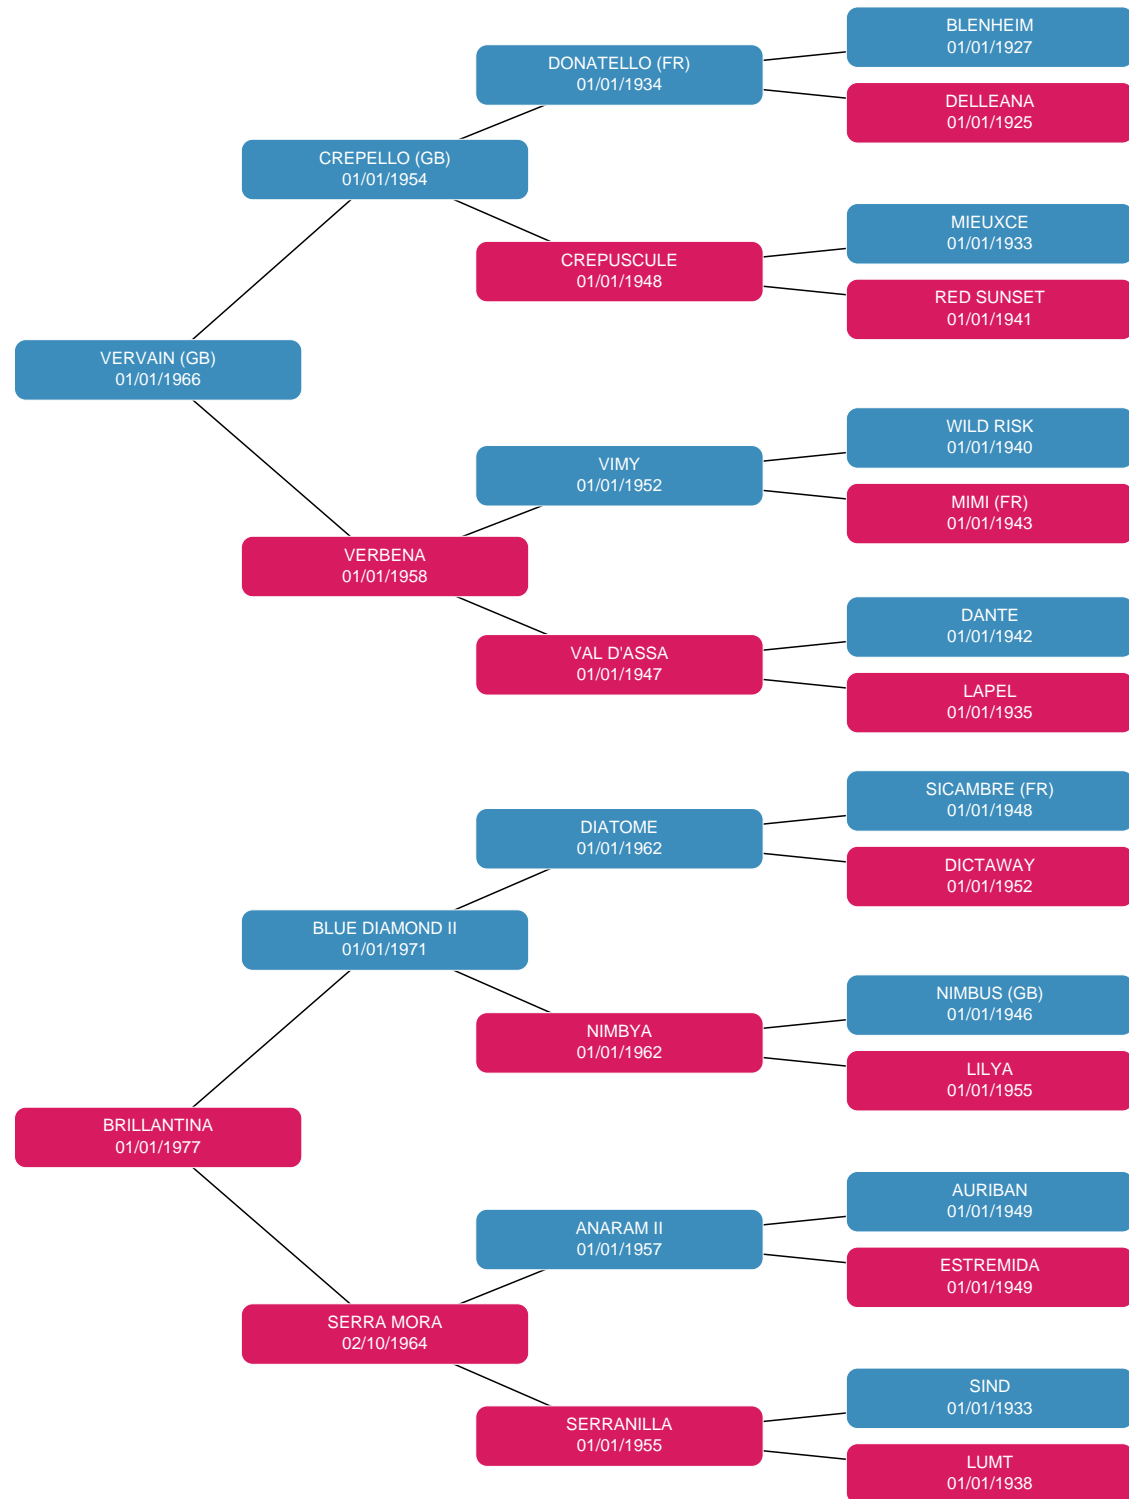 BLENHEIM
01/01/1927
DONATELLO (FR)
01/01/1934
DELLEANA
01/01/1925
CREPELLO (GB)
01/01/1954
MIEUXCE
01/01/1933
CREPUSCULE
01/01/1948
RED SUNSET
01/01/1941
VERVAIN (GB)
01/01/1966
WILD RISK
01/01/1940
VIMY
01/01/1952
MIMI (FR)
01/01/1943
VERBENA
01/01/1958
DANTE
01/01/1942
VAL D'ASSA
01/01/1947
LAPEL
01/01/1935
SICAMBRE (FR)
01/01/1948
DIATOME
01/01/1962
DICTAWAY
01/01/1952
BLUE DIAMOND II
01/01/1971
NIMBUS (GB)
01/01/1946
NIMBYA
01/01/1962
LILYA
01/01/1955
BRILLANTINA
01/01/1977
AURIBAN
01/01/1949
ANARAM II
01/01/1957
ESTREMIDA
01/01/1949
SERRA MORA
02/10/1964
SIND
01/01/1933
SERRANILLA
01/01/1955
LUMT
01/01/1938